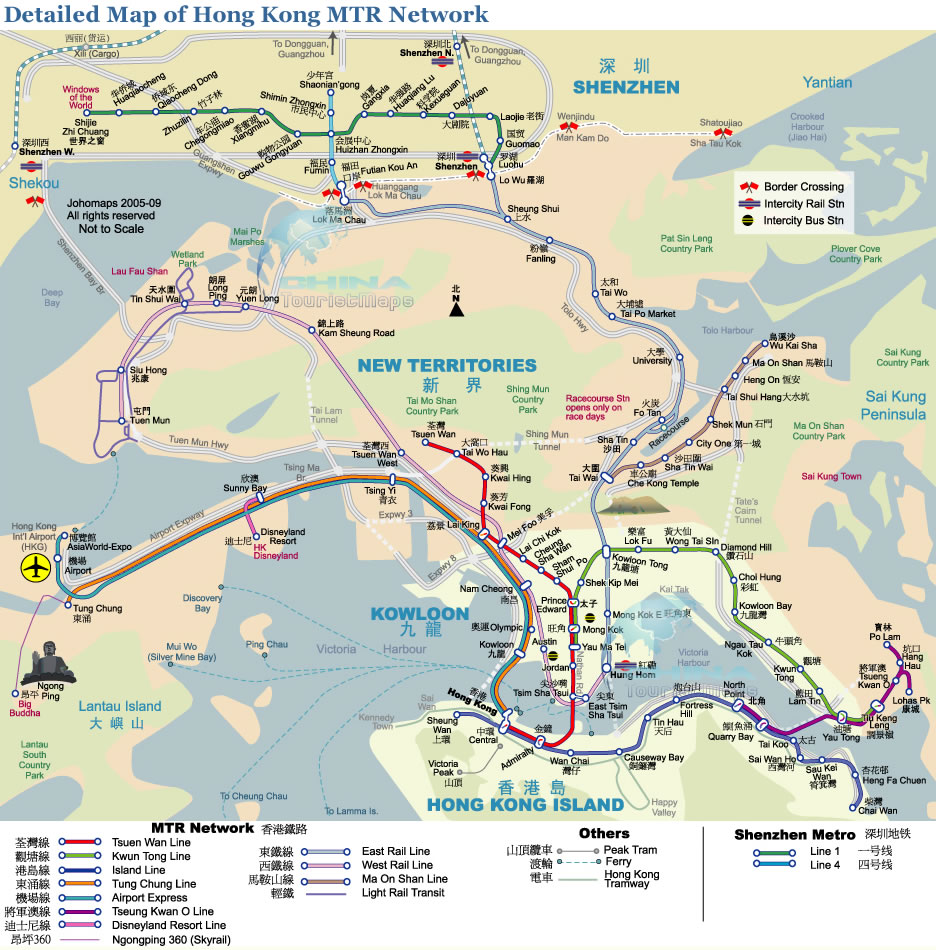 Detailed Map of Hong Kong MTR Network
西丽(货运)
Xili (Cargo)
To Dongguan,
Guangzhou
深圳北
Shenzhen N.
To Dongguan,
Guangzhou
深 圳
SHENZHEN
Yantian
Windows
of the
World
华侨城
Huaqiaocheng
侨城东
Qiaocheng Dong
竹子林
Zhuzilin
车公庙
Chegongmiao
香蜜湖
Xiangmihu
购物公园
Gouwu Gongyuan
少年宫
Shaonian'gong
Shimin Zhongxin
市民中心
岗厦
Gangxia
华强路
Huaqiang Lu
科学馆
Kexueguan
大剧院
Dajuyuan
Laojie 老街
国贸
Guomao
会展中心
Huizhan Zhongxin
Shijie
Zhi Chuang
世界之窗
深圳西
Shenzhen W.
Shekou
Guangshen
Expwy
福民
Fumin
福田
口岸
Futian Kou An
Huanggang
Lok Ma Chau
深圳
Shenzhen
罗湖
Luohu
Lo Wu 羅湖
Wenjindu
Man Kam Do
Shatoujiao
Sha Tau Kok
Crooked
Harbour
(Jiao Hai)
Border Crossing
Intercity Rail Stn
Intercity Bus Stn
Johomaps 2005-09
All rights reserved
Not to Scale
落馬洲
Lok Ma Chau
Sheung Shui
上水
粉嶺
Fanling
Mai Po
Marshes
Shenzhen Bay Br
Deep
Bay
Lau Fau Shan
Wetland
Park
天水圍
Tin Shui Wai
朗屏
Long
Ping
元朗
Yuen Long
CHINA
TouristMaps
北
N
錦上路
Kam Sheung Road
太和
Tai Wo
大埔墟
Tai Po Market
Tolo Hwy
Pat Sin Leng
Country Park
Plover Cove
Country Park
Tolo Harbour
大學
University
烏溪沙
Wu Kai Sha
Ma On Shan 馬鞍山
Heng On 恆安
Tai Shui Hang 大水坑
Shek Mun 石門
City One 第一城
沙田圍
Sha Tin Wai
車公廟
Che Kong Temple
Sai Kung
Country Park
Sai Kung
Peninsula
Ma On Shan
Country Park
Sai Kung Town
NEW TERRITORIES
新 界
Tai Mo Shan
Country Park
Shing Mun
Country Park
Racecourse Stn
opens only on
race days
火炭
Fo Tan
Racecourse
Sha Tin
沙田
大圍
Tai Wai
Siu Hong
兆康
屯門
Tuen Mun
Tuen Mun Hwy
Tai Lam
Tunnel
荃灣
Tsuen Wan
大窩口
Tai Wo Hau
Shing Mun
Tunnel
荃灣西
Tsuen Wan
West
葵興
Kwai Hing
葵芳
Kwai Fong
Tsing Ma
Br.
Tsing Yi
青衣
Expwy 3
Expwy 8
荔景 Lai King
Mei Foo 美孚
Lai Chi Kok
Cheung
Sha Wan
Sham
Shui Po
Tate's
Cairn
Tunnel
欣澳
Sunny Bay
Airport Expway
Disneyland
Resort
迪士尼
HK
Disneyland
Hong Kong
Int'l Airport
(HKG)
博覽館
AsiaWorld-Expo
機場
Airport
Tung Chung
東涌
Discovery
Bay
Mui Wo
(Silver Mine Bay)
Ping Chau
Ngong
Ping
昂平
Big
Buddha
Lantau Island
大 嶼 山
Lantau
South
Country
Park
To Cheung Chau
To Lamma Is.
KOWLOON
九 龍
Victoria Harbour
Nam Cheong
南昌
奧運 Olympic
Kowloon
九龍
Prince
Edward
太子
旺角
Mong Kok
Yau Ma Tei
Austin
Jordan
Nathan Rd
尖沙嘴
Tsim Sha Tsui
尖東
East Tsim
Sha Tsui
Shek Kip Mei
Kowloon Tong
九龍塘
樂富
Lok Fu
黃大仙
Wong Tai Sin
Diamond Hill
鑽石山
Choi Hung
彩虹
Kowloon Bay
九龍灣
牛頭角
Ngau Tau
Kok
觀塘
Kwun
Tong
藍田
Lam Tin
Kai Tak
Mong Kok E 旺角東
紅磡
Hung Hom
Victoria
Harbour
油塘
Yau Tong
Tiu Keng
Leng
調景嶺
將軍澳
Tseung
Kwan O
寶林
Po Lam
坑口
Hang
Hau
Lohas Pk
康城
Sai
Wan
Kennedy
Town
Sheung
Wan
上環
香港
Hong Kong
中環
Central
金鐘
Admiralty
Victoria
Peak
山頂
Wan Chai
灣仔
Causeway Bay
銅鑼灣
Tin Hau
天后
炮台山
Fortress
Hill
North
Point
北角
鰂魚涌
Quarry Bay
Tai Koo 太古
Sai Wan Ho
西灣河
Sau Kei
Wan
筲箕灣
杏花邨
Heng Fa Chuen
柴灣
Chai Wan
Happy
Valley
香 港 島
HONG KONG ISLAND
MTR Network 香港鐵路
荃灣線 Tsuen Wan Line
觀塘線 Kwun Tong Line
港島線 Island Line
東涌線 Tung Chung Line
機場線 Airport Express
將軍澳線 Tseung Kwan O Line
迪士尼線 Disneyland Resort Line
昂坪360 Ngongping 360 (Skyrail)
東鐵線 East Rail Line
西鐵線 West Rail Line
馬鞍山線 Ma On Shan Line
輕鐵 Light Rail Transit
Others
山頂纜車 Peak Tram
渡輪 Ferry
電車 Hong Kong
Tramway
Shenzhen Metro 深圳地铁
Line 1 一号线
Line 4 四号线